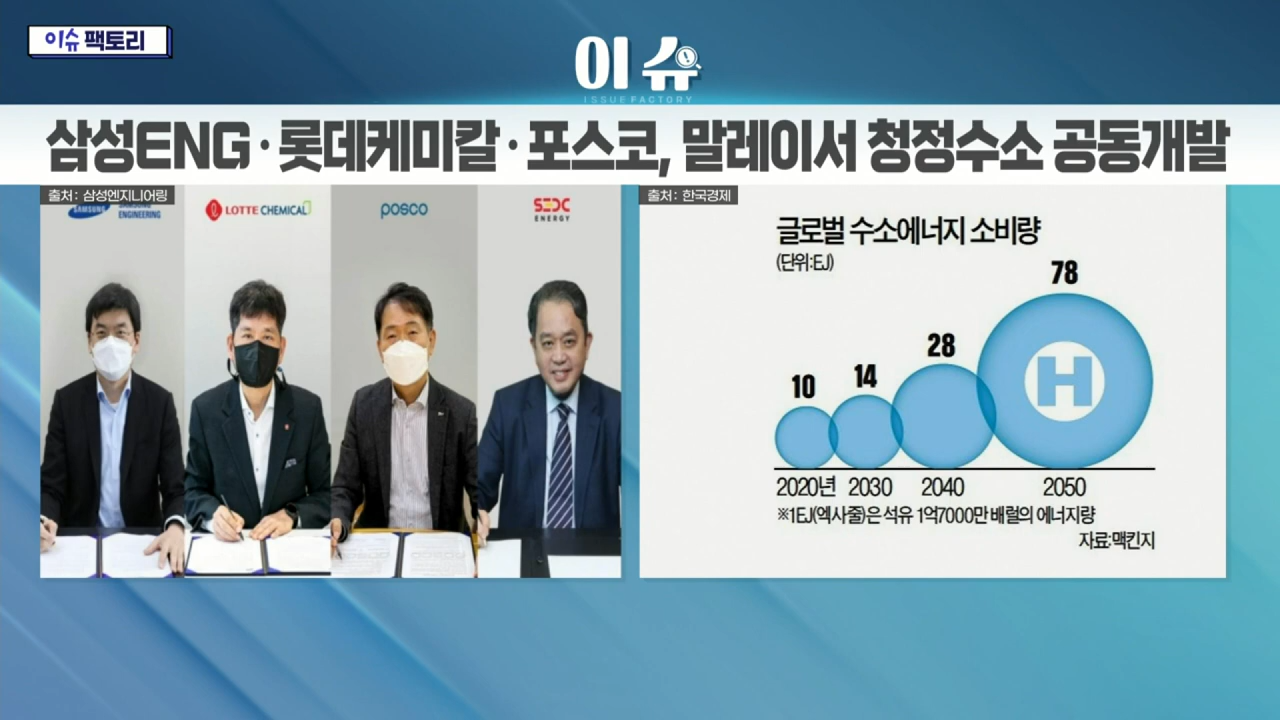 이슈 팩토리
이슈
ISSUE FACTORY
삼성ENG·롯데케미칼·포스코, 말레이서 청정수소 공동개발
출처: 삼성엔지니어링
SAMSUNG
ENGINEERING
LOTTE CHEMICAL
posco
SEDC
ENERGY
출처: 한국경제
글로벌 수소에너지 소비량
(단위:EJ)
10
14
28
78
H
2020년 2030 2040 2050
※1EJ(엑사줄)은 석유 1억7000만 배럴의 에너지량
자료:맥킨지